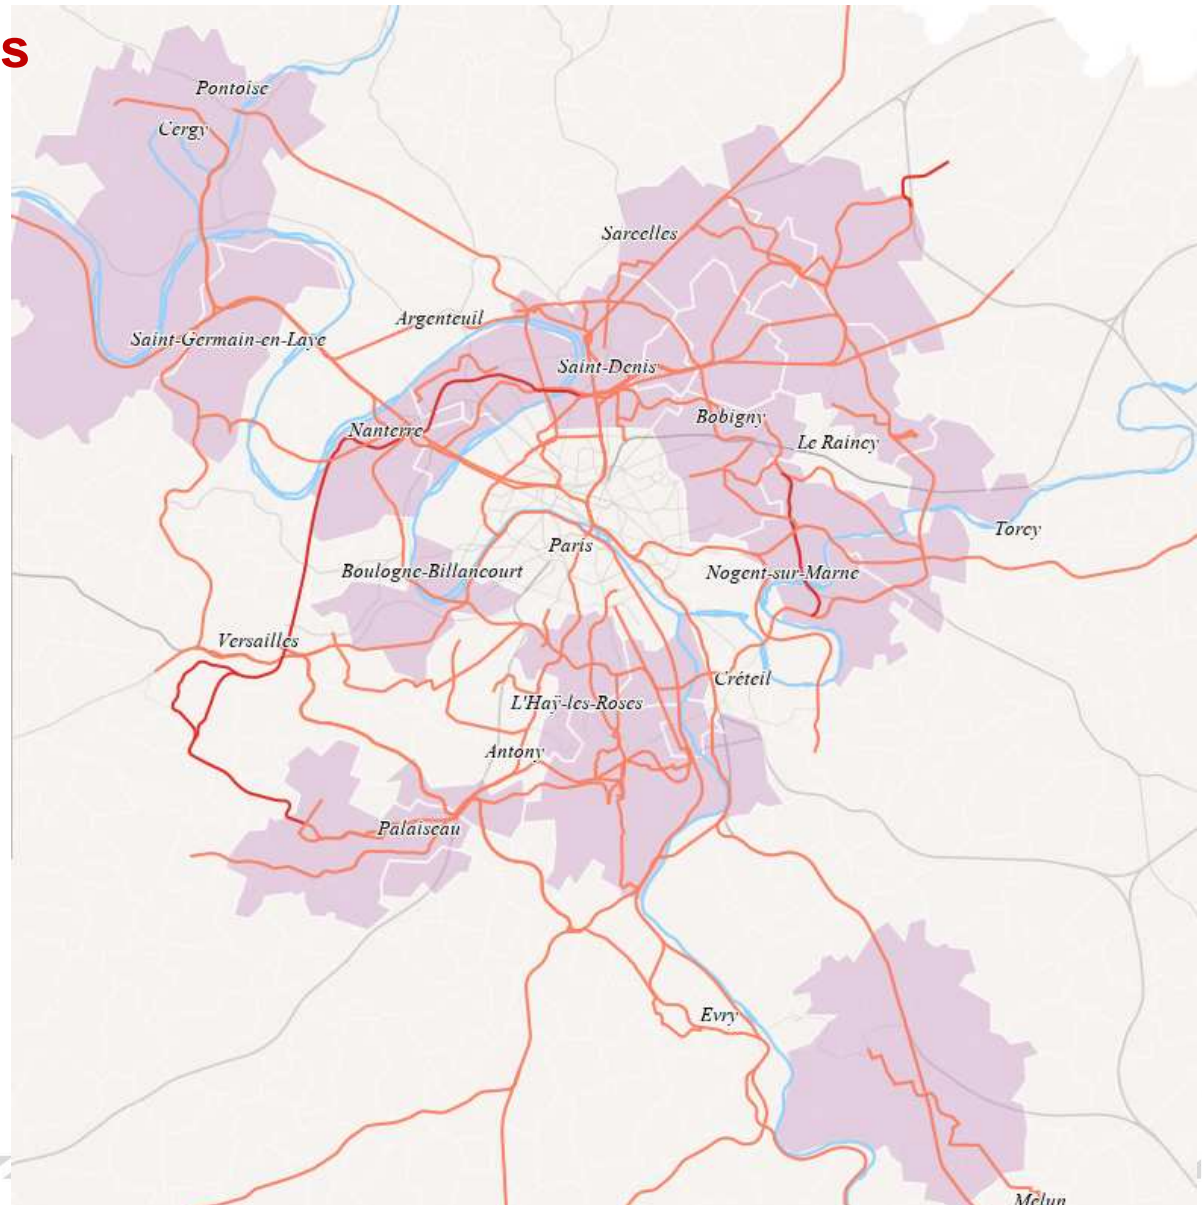 s
Pontoise
Cergy
Sarcelles
Argenteuil
Saint-Germain-en-Laye
Saint-Denis
Bobigny
Nanterre
Le Raincy
Torcy
Paris
Boulogne-Billancourt
Nogent-sur-Marne
Versailles
Créteil
L'Haÿ-les-Roses
Antony
Palaiseau
Evry
Melun